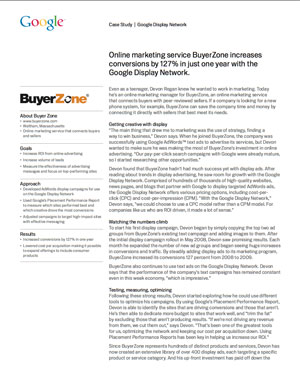 Google
Case Study | Google Display Network
Online marketing service BuyerZone increases
conversions by 127% in just one year with the
Google Display Network.
BuyerZone
Even as a teenager, Devon Regan knew he wanted to work in marketing. Today
he's an online marketing manager for BuyerZone, an online marketing service
that connects buyers with peer-reviewed sellers. If a company is looking for a new
phone system, for example, BuyerZone can save the company time and money by
connecting it directly with sellers that best meet its needs.
About Buyer Zone
• www.buyerzone.com
• Waltham, Massachusetts
• Online marketing service that connects buyers
and sellers
Goals
• Increase ROI from online advertising
• Increase volume of leads
• Measure the effectiveness of advertising
messages and focus on top-performing sites
Approach
• Developed AdWords display campaigns for use
on the Google Display Network
• Used Google's Placement Performance Report
to measure which sites performed best and
which creative drove the most conversions
• Adjusted campaigns to target high-impact sites
with effective messaging
Results
• Increased conversions by 127% in one year
• Lowered cost per acquisition making it possible
to expand offerings to include additional
products
Getting creative with display
"The main thing that drew me to marketing was the use of strategy, finding a
way to win business," Devon says. When he joined BuyerZone, the company was
successfully using Google AdWords™ text ads to advertise its services, but Devon
wanted to make sure he was making the most of BuyerZone's investment in online
advertising. "Our pay-per-click search campaigns with Google were already mature,
so I started researching other opportunities."
Devon found that BuyerZone hadn't had much success yet with display ads. After
reading about trends in display advertising, he saw room for growth with the Google
Display Network. Comprised of hundreds of thousands of high-quality websites,
news pages, and blogs that partner with Google to display targeted AdWords ads,
the Google Display Network offers various pricing options, including cost-per-
click (CPC) and cost-per-impression (CPM). "With the Google Display Network,"
Devon says, "we could choose to use a CPC model rather than a CPM model. For
companies like us who are ROI driven, it made a lot of sense."
Watching the numbers climb
To start his first display campaign, Devon began by simply copying the top two ad
groups from BuyerZone's existing text campaign and adding images to them. After
the initial display campaign rollout in May 2008, Devon saw promising results. Each
month he expanded the number of new ad groups and began seeing huge increases
in conversions and traffic. By steadily adding display ads to its marketing program,
BuyerZone increased its conversions 127 percent from 2008 to 2009.
BuyerZone also continues to use text ads on the Google Display Network. Devon
says that the performance of the company's text campaigns has remained constant
even in this weak economy, "which is impressive."
Testing, measuring, optimizing
Following these strong results, Devon started exploring how he could use different
tools to optimize his campaigns. By using Google's Placement Performance Report,
Devon is able to identify the sites that are driving conversions and those that aren't.
He's then able to dedicate more budget to sites that work well, and "trim the fat"
by excluding those that aren't producing results. "If we're not driving any revenue
from them, we cut them out," Devon says. "That's been one of the greatest tools
for us, optimizing the network and keeping our cost per acquisition down. Using
Placement Performance Reports has been key in helping us increase our ROI."
Since BuyerZone represents hundreds of distinct products and services, Devon has
now created an extensive library of over 400 display ads, each targeting a specific
product or service category. And his up front investment has paid off down the